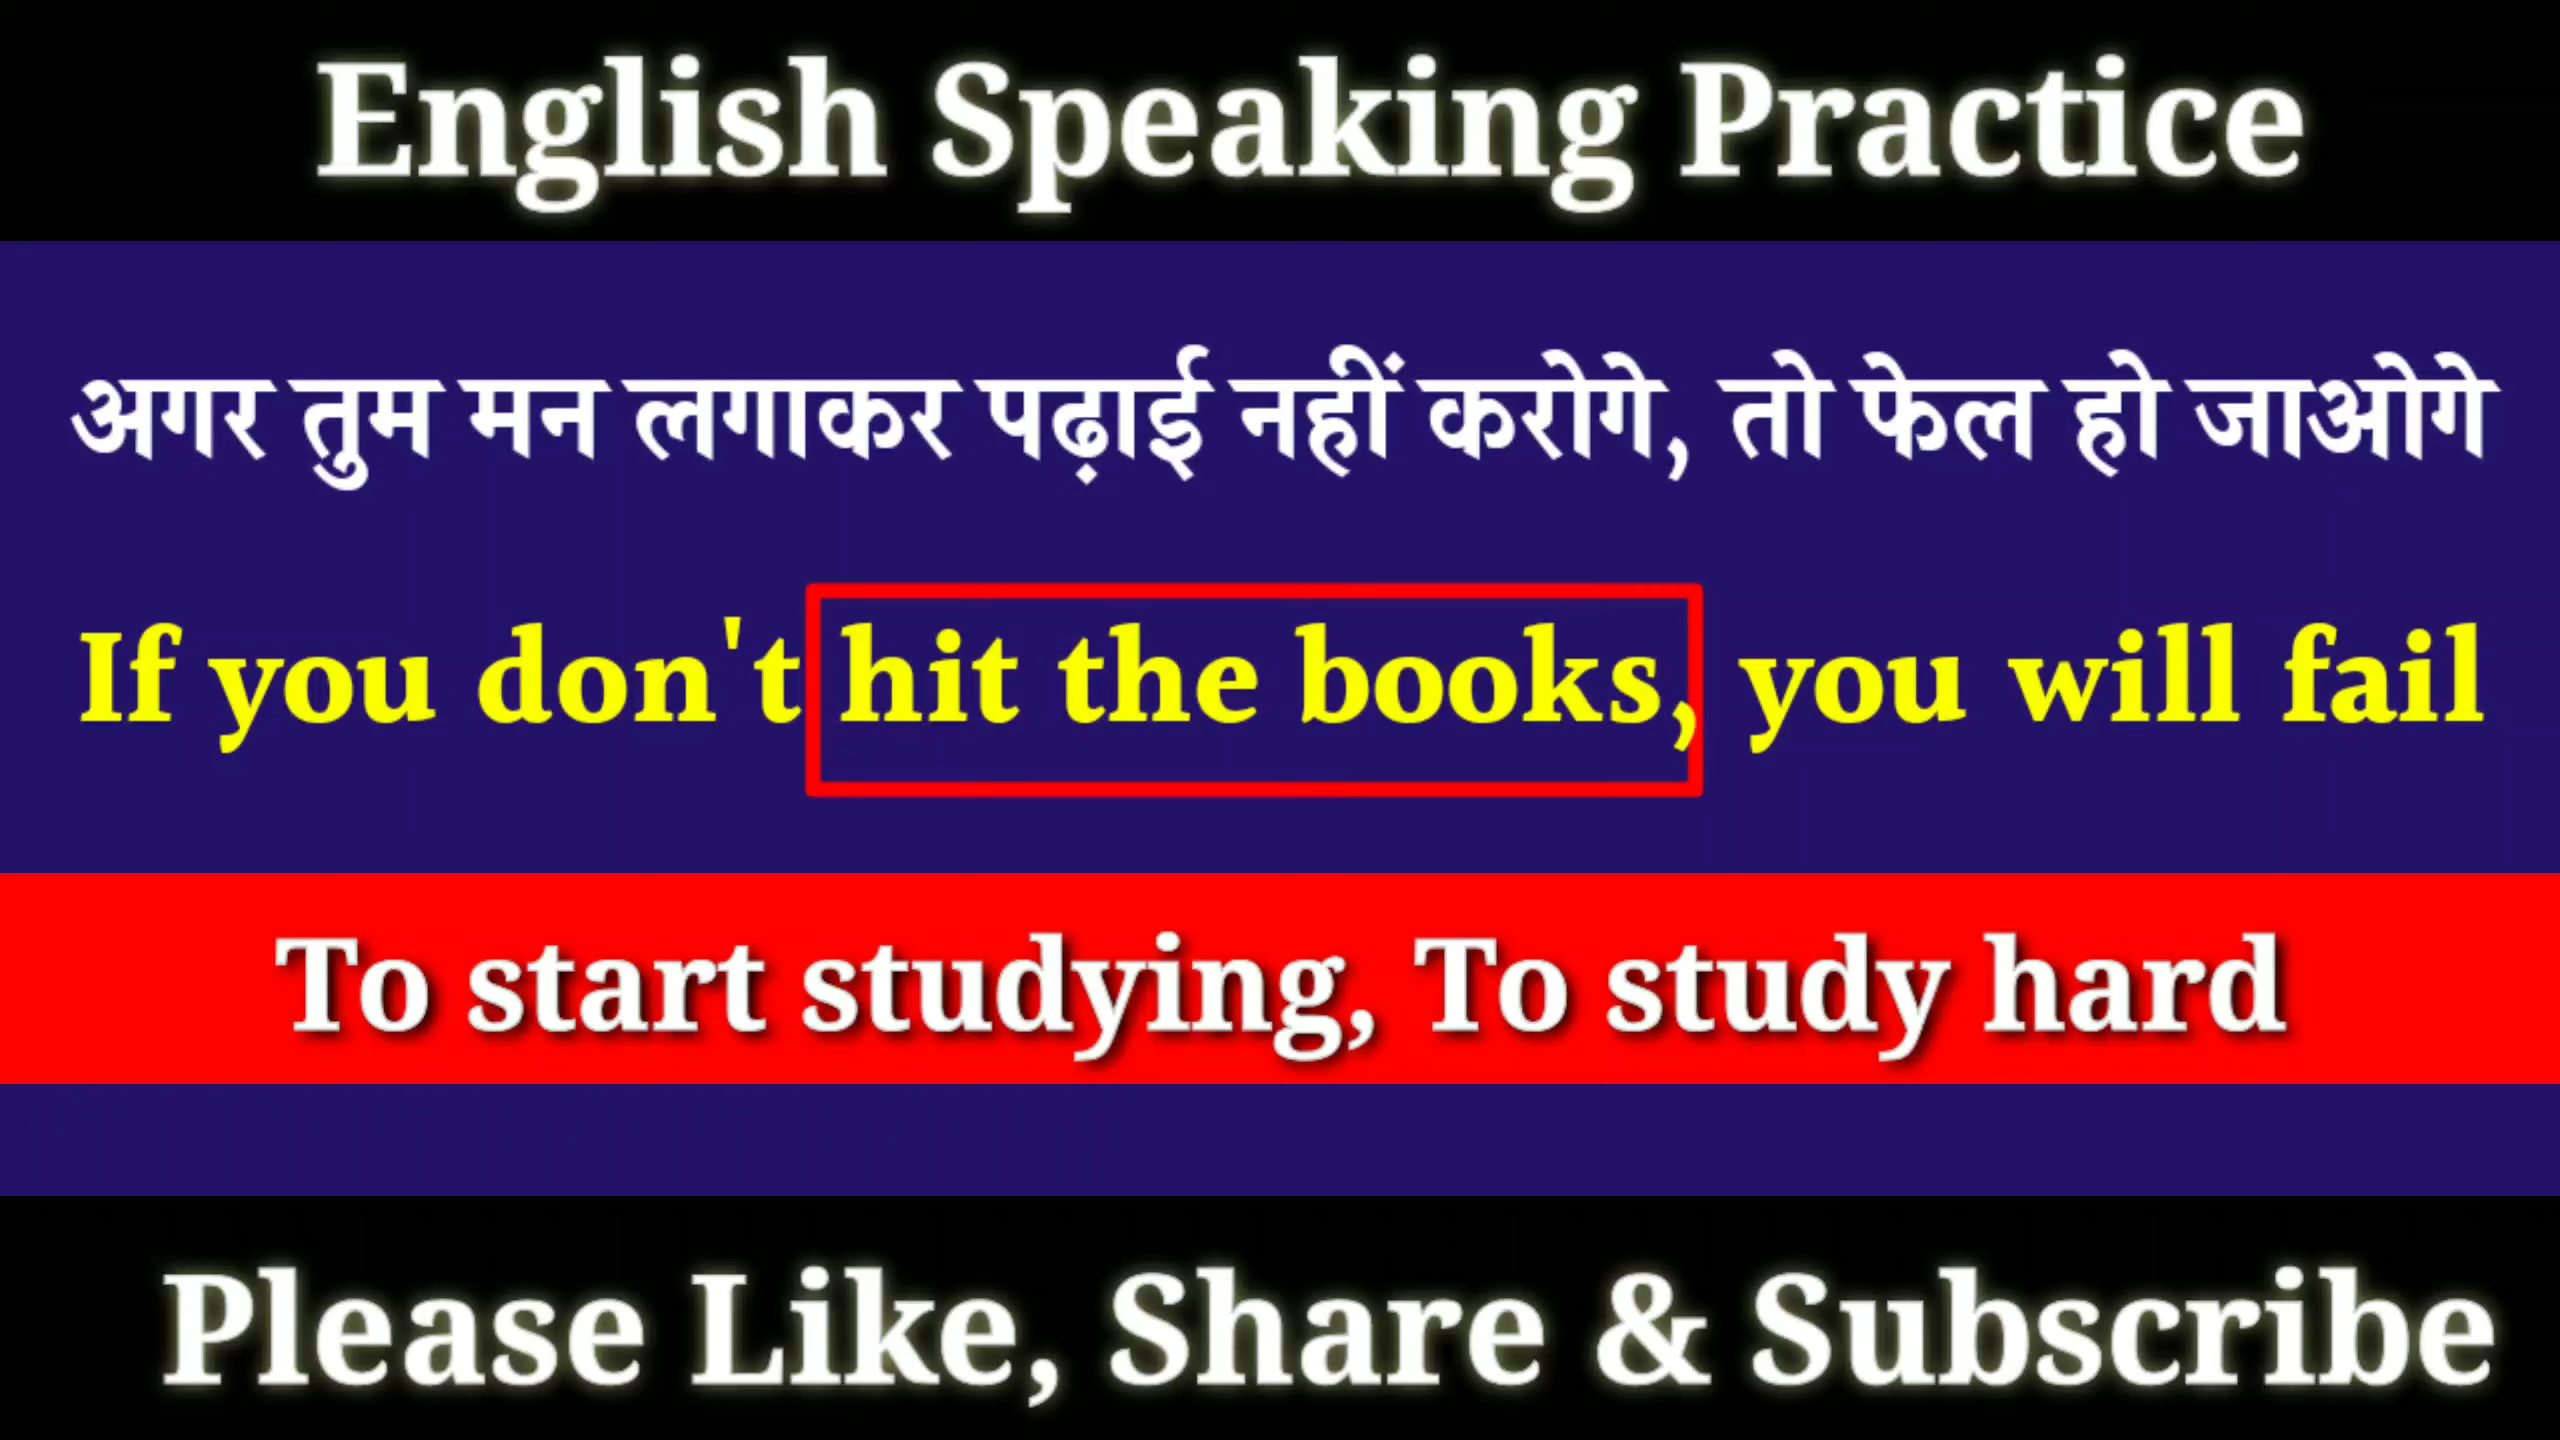 English Speaking Practice
अगर तुम मन लगाकर पढ़ाई नहीं करोगे, तो फेल हो जाओगे
If you don't hit the books, you will fail
To start studying, To study hard
Please Like, Share & Subscribe